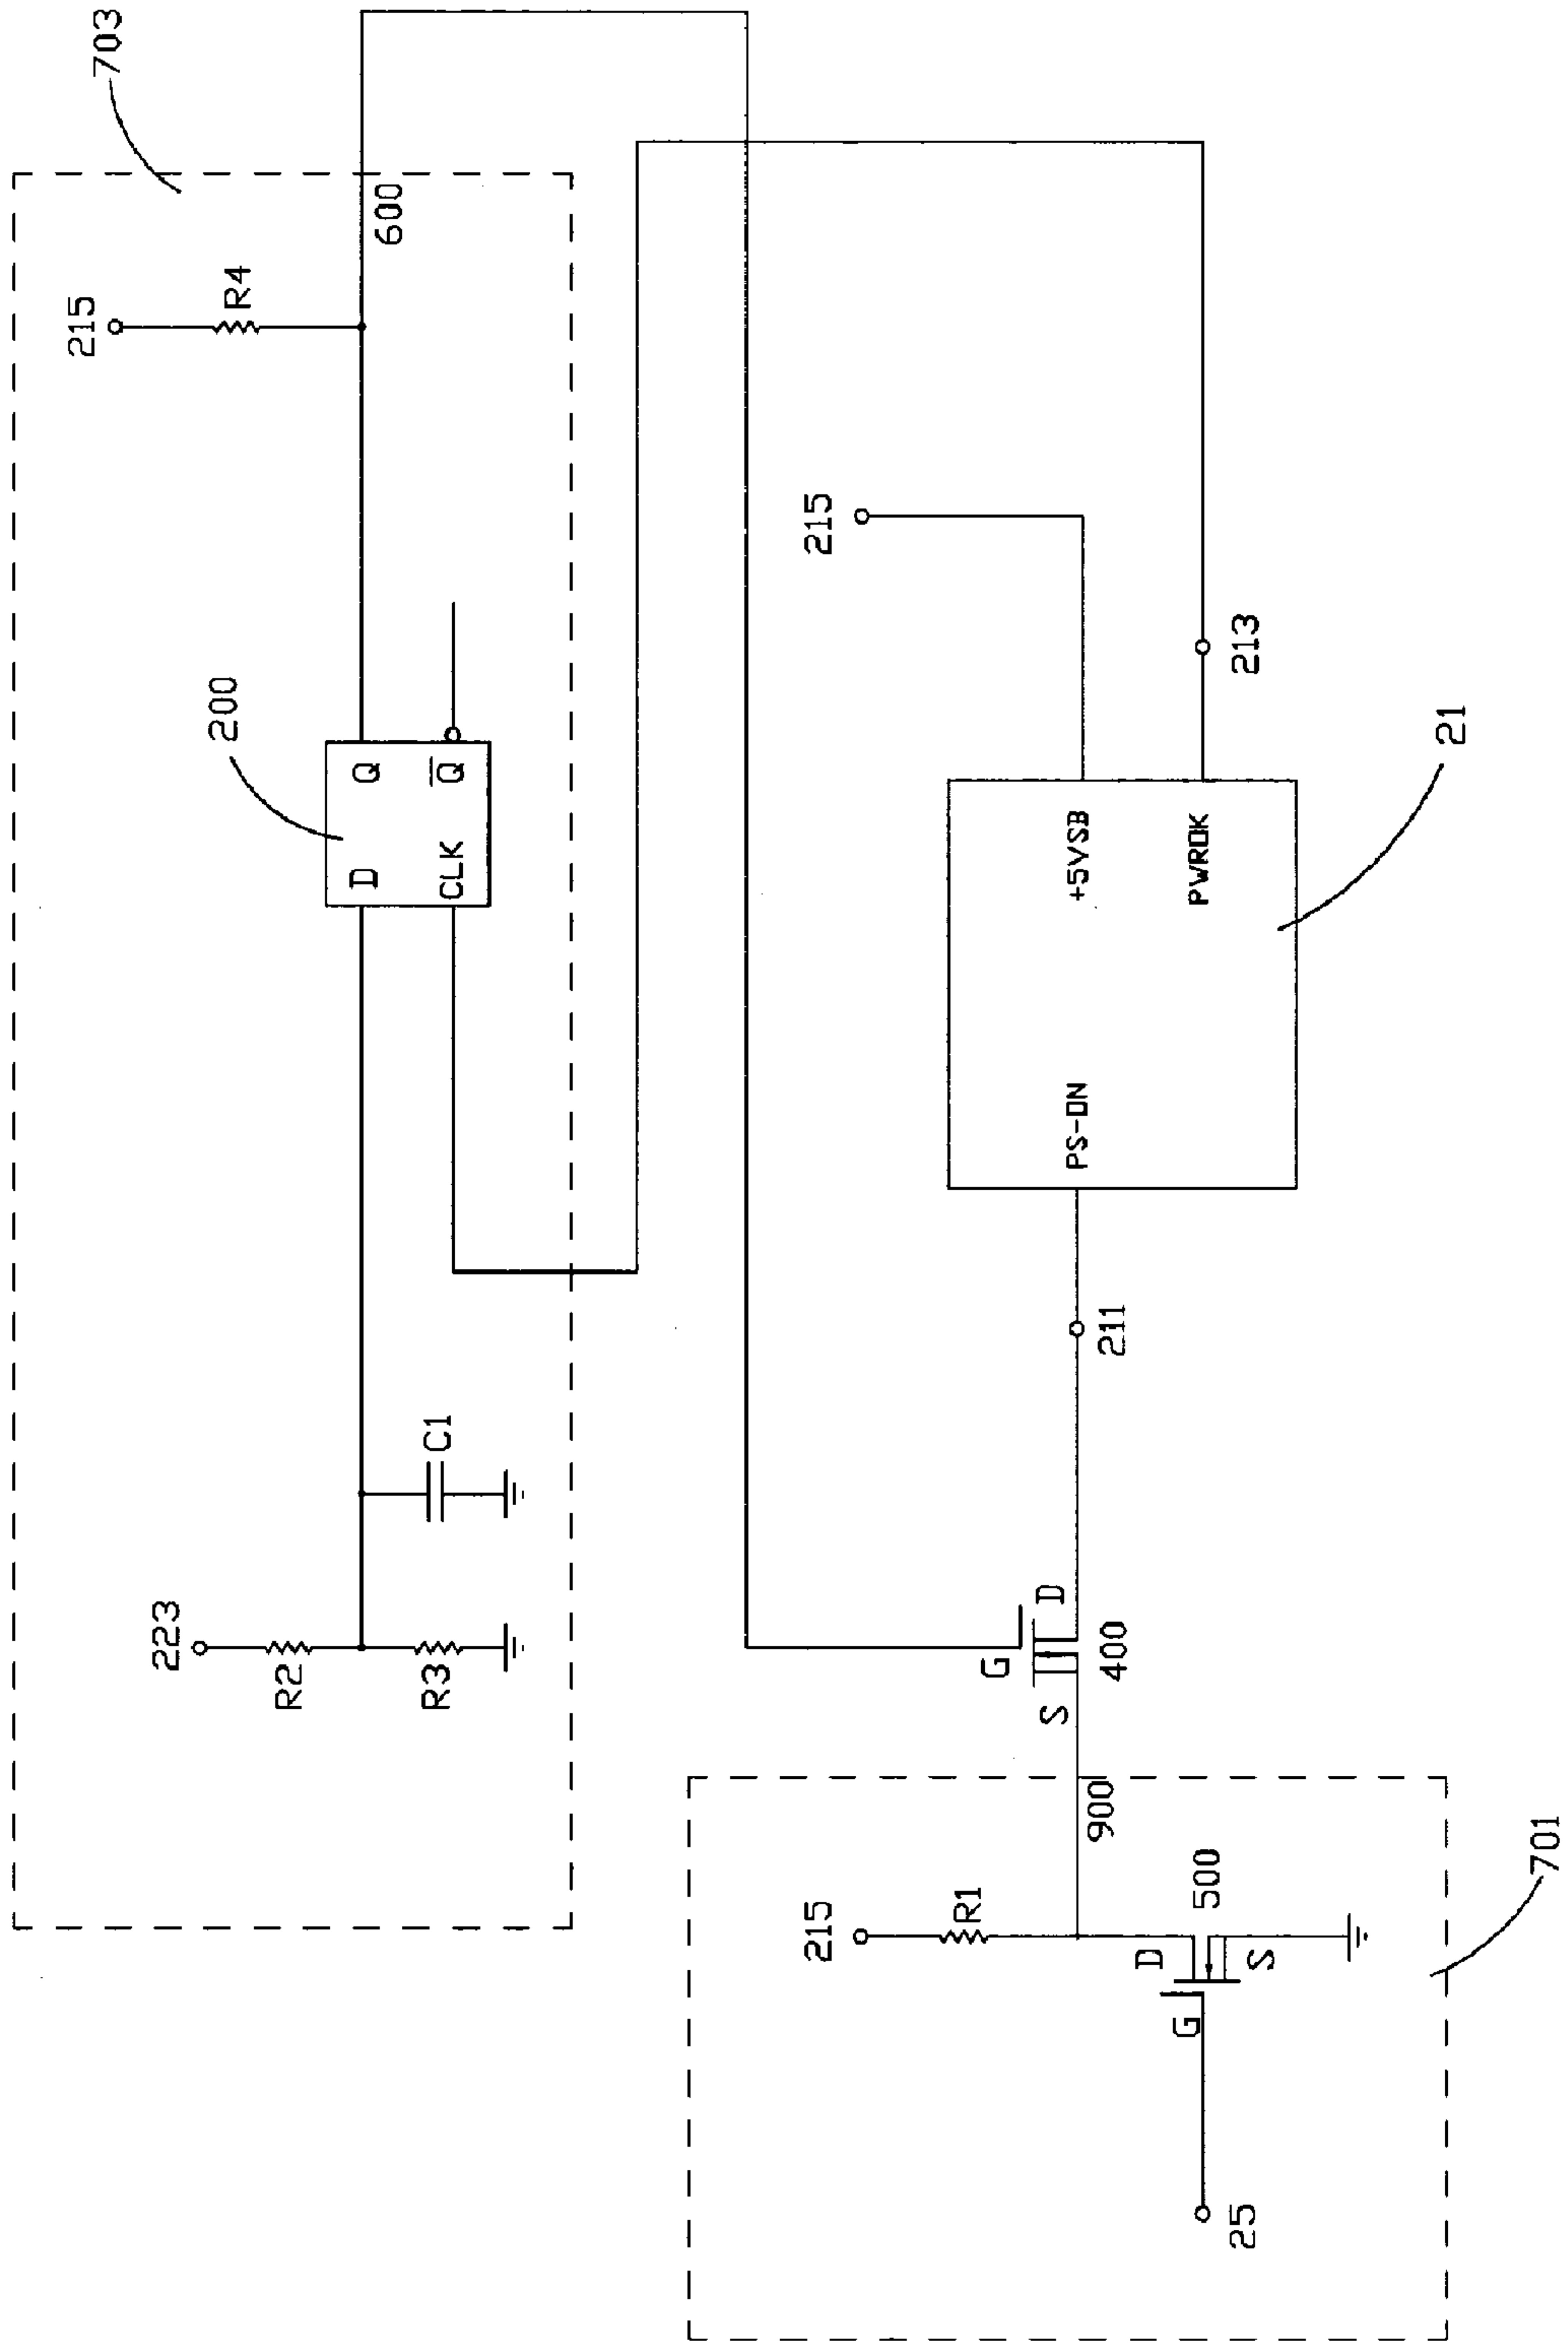 703
215
R4
600
200
D
Q
CLK
Q
223
R2
R3
C1
215
+5VSB
PWROK
PS-ON
213
21
211
G
D
S
400
900
215
R1
500
D
G
S
25
701